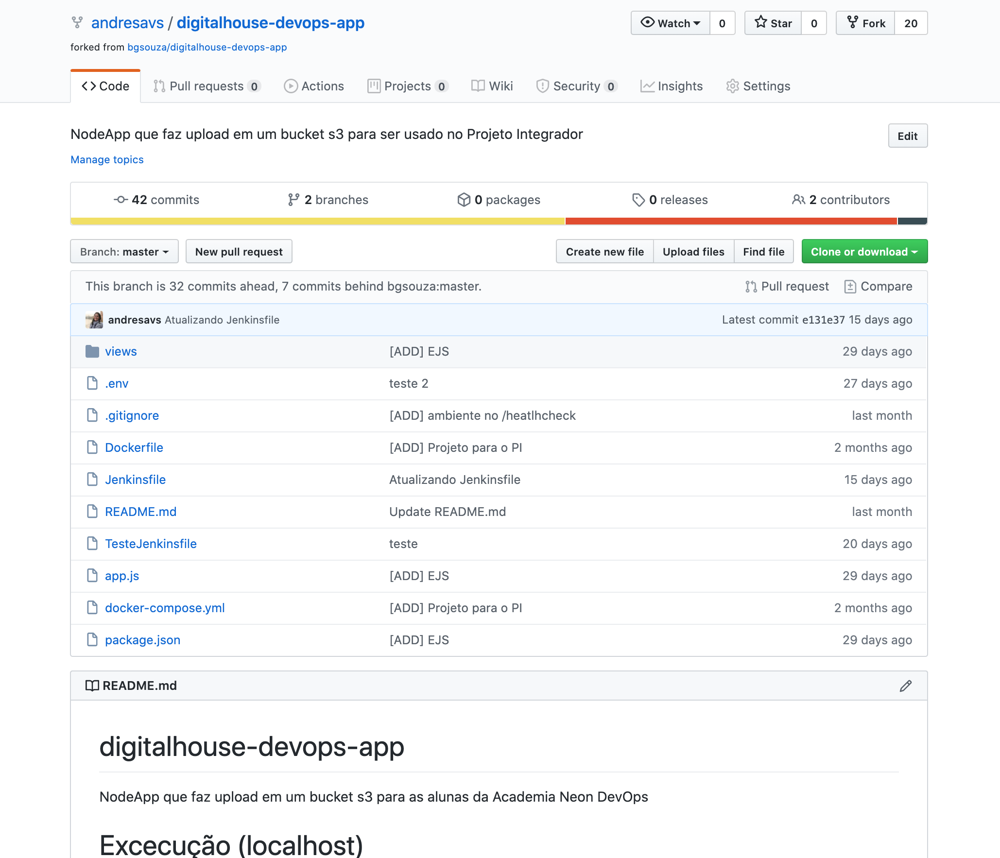 andresavs / digitalhouse-devops-app
Watch 0 Star 0 Fork 20
forked from bgsouza/digitalhouse-devops-app
Code Pull requests 0 Actions Projects 0 Wiki Security 0 Insights Settings
NodeApp que faz upload em um bucket s3 para ser usado no Projeto Integrador
Edit
Manage topics
42 commits 2 branches 0 packages 0 releases 2 contributors
Branch: master New pull request Create new file Upload files Find file Clone or download
This branch is 32 commits ahead, 7 commits behind bgsouza:master. Pull request Compare
andresavs Atualizando Jenkinsfile Latest commit e131e37 15 days ago
views [ADD] EJS 29 days ago
.env teste 2 27 days ago
.gitignore [ADD] ambiente no /heatlhcheck last month
Dockerfile [ADD] Projeto para o PI 2 months ago
Jenkinsfile Atualizando Jenkinsfile 15 days ago
README.md Update README.md last month
TesteJenkinsfile teste 20 days ago
app.js [ADD] EJS 29 days ago
docker-compose.yml [ADD] Projeto para o PI 2 months ago
package.json [ADD] EJS 29 days ago
README.md
digitalhouse-devops-app
NodeApp que faz upload em um bucket s3 para as alunas da Academia Neon DevOps
Excecução (localhost)